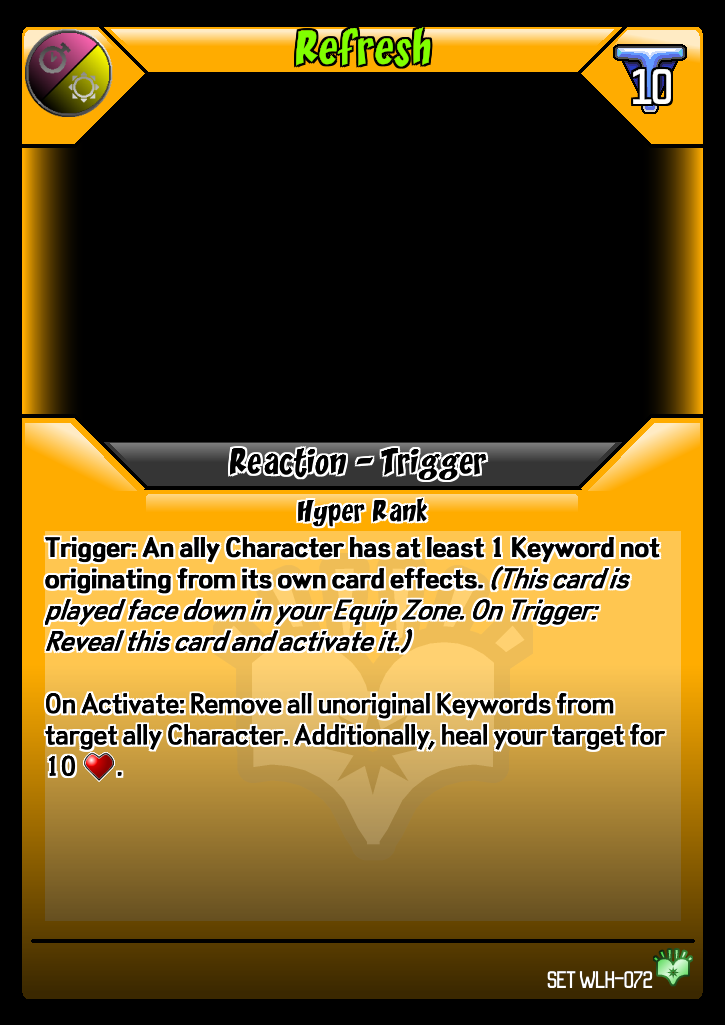 Refresh
10
Reaction - Trigger
Hyper Rank
Trigger: An ally Character has at least 1 Keyword not
originating from its own card effects. (This card is
played face down in your Equip Zone. On Trigger:
Reveal this card and activate it.)
On Activate: Remove all unoriginal Keywords from
target ally Character. Additionally, heal your target for
10 .
SET WLH-072